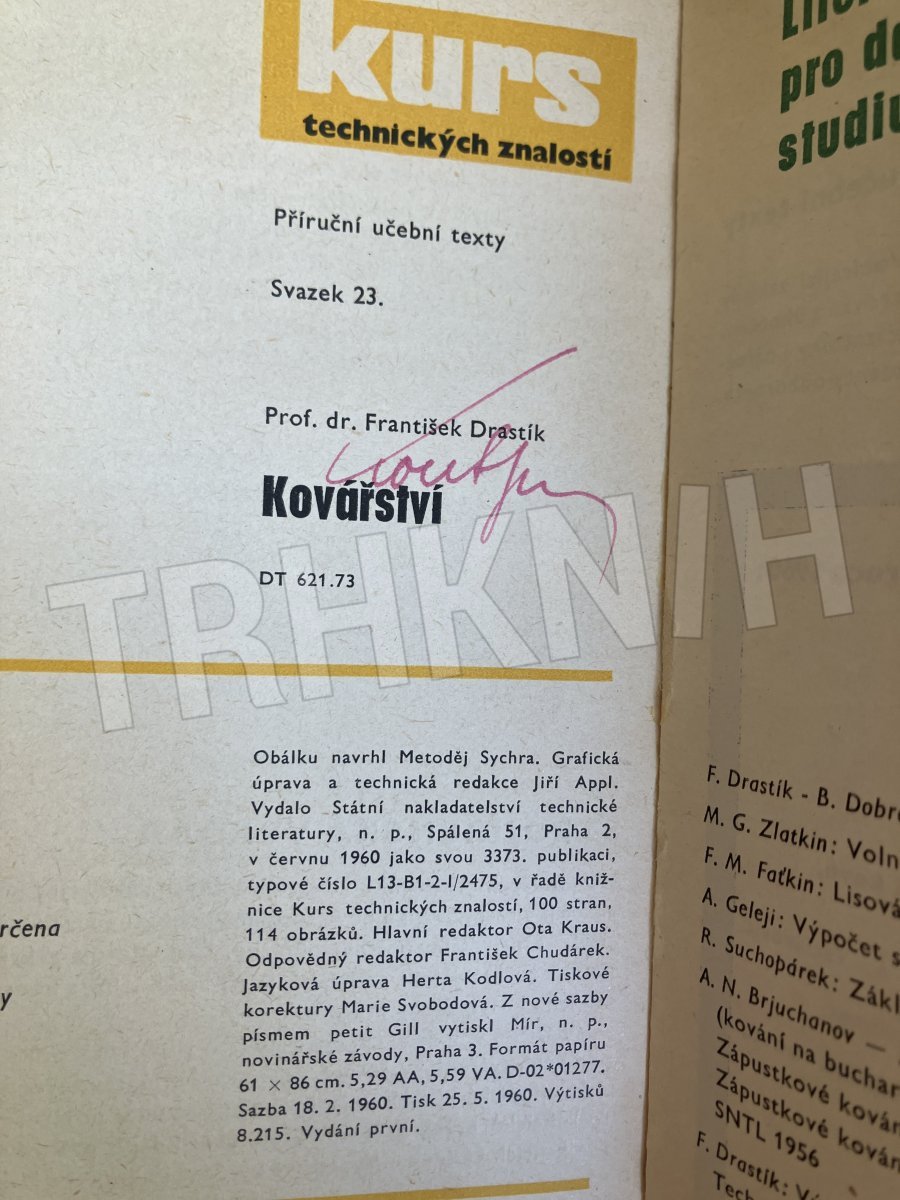 kurs
technických znalostí
Příruční učební texty
Svazek 23.
Prof. dr. František Drastík
Kovářství
DT 621.73
TRHKNIH
Obálku navrhl Metoděj Sychra. Grafická
úprava a technická redakce Jiří Appl.
Vydalo Státní nakladatelství technické
literatury, n. p., Spálená 51, Praha 2,
v červnu 1960 jako svou 3373. publikaci,
typové číslo L13-B1-2-I/2475, v řadě kniž-
nice Kurs technických znalostí, 100 stran,
114 obrázků. Hlavní redaktor Ota Kraus.
Odpovědný redaktor František Chudárek.
Jazyková úprava Herta Kodlová. Tiskové
korektury Marie Svobodová. Z nové sazby
písmem petit Gill vytiskl Mír, n. p.,
novinářské závody, Praha 3. Formát papíru
61 × 86 cm. 5,29 AA, 5,59 VA. D-02*01277.
Sazba 18. 2. 1960. Tisk 25. 5. 1960. Výtisků
8.215. Vydání první.
rčena
y
pro
studiu
F. Drastík - B. Dobr
M. G. Zlatkin: Voln
F. M. Faťkin: Lisová
A. Geleji: Výpočet s
R. Suchopárek: Zákl
A. N. Brjuchanov —
(kování na buchar
Zápustkové ková
Zápustkové ková
SNTL 1956
F. Drastík:
Tech